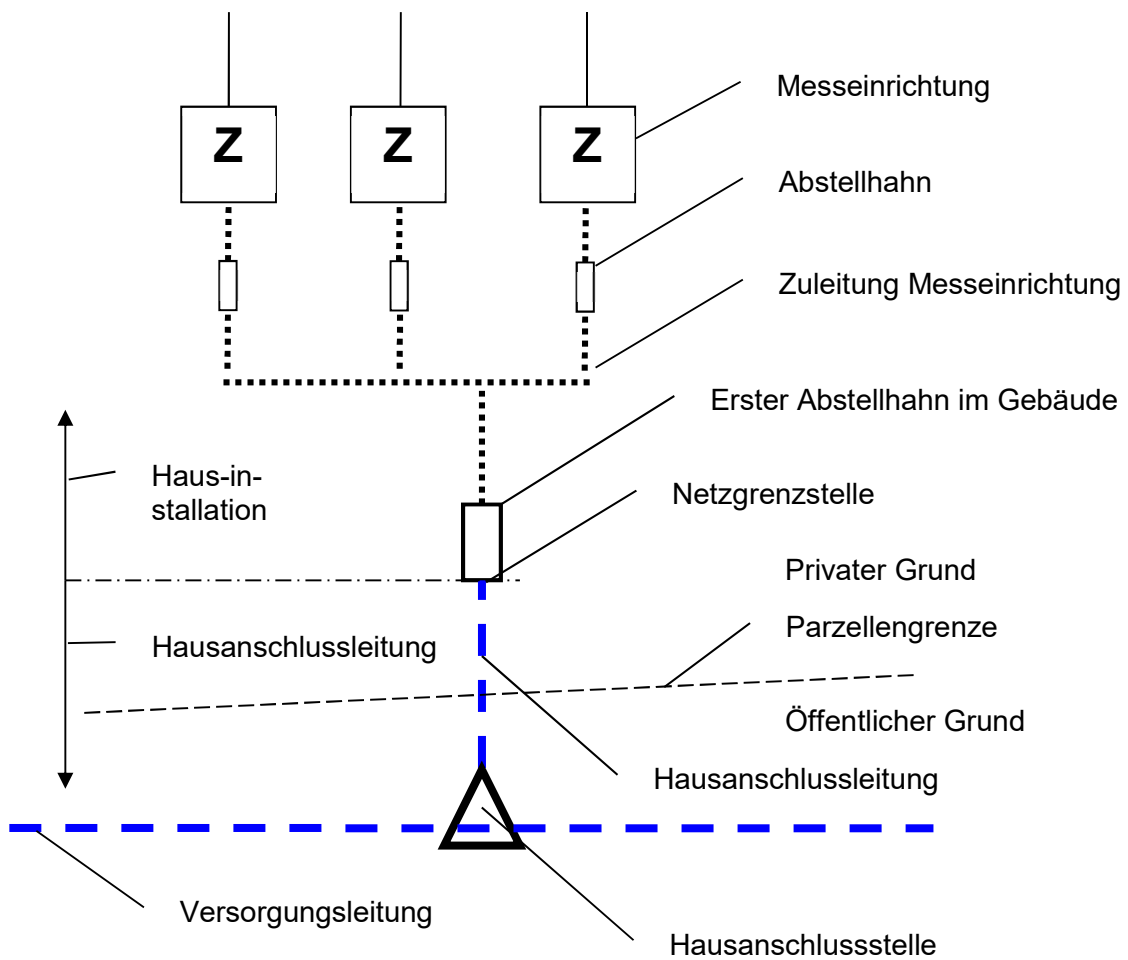 Messeinrichtung
Z Z Z
Abstellhahn
Zuleitung Messeinrichtung
Erster Abstellhahn im Gebäude
Haus-in-
stallation
Netzgrenzstelle
Privater Grund
Parzellengrenze
Hausanschlussleitung
Öffentlicher Grund
Hausanschlussleitung
Versorgungsleitung
Hausanschlussstelle